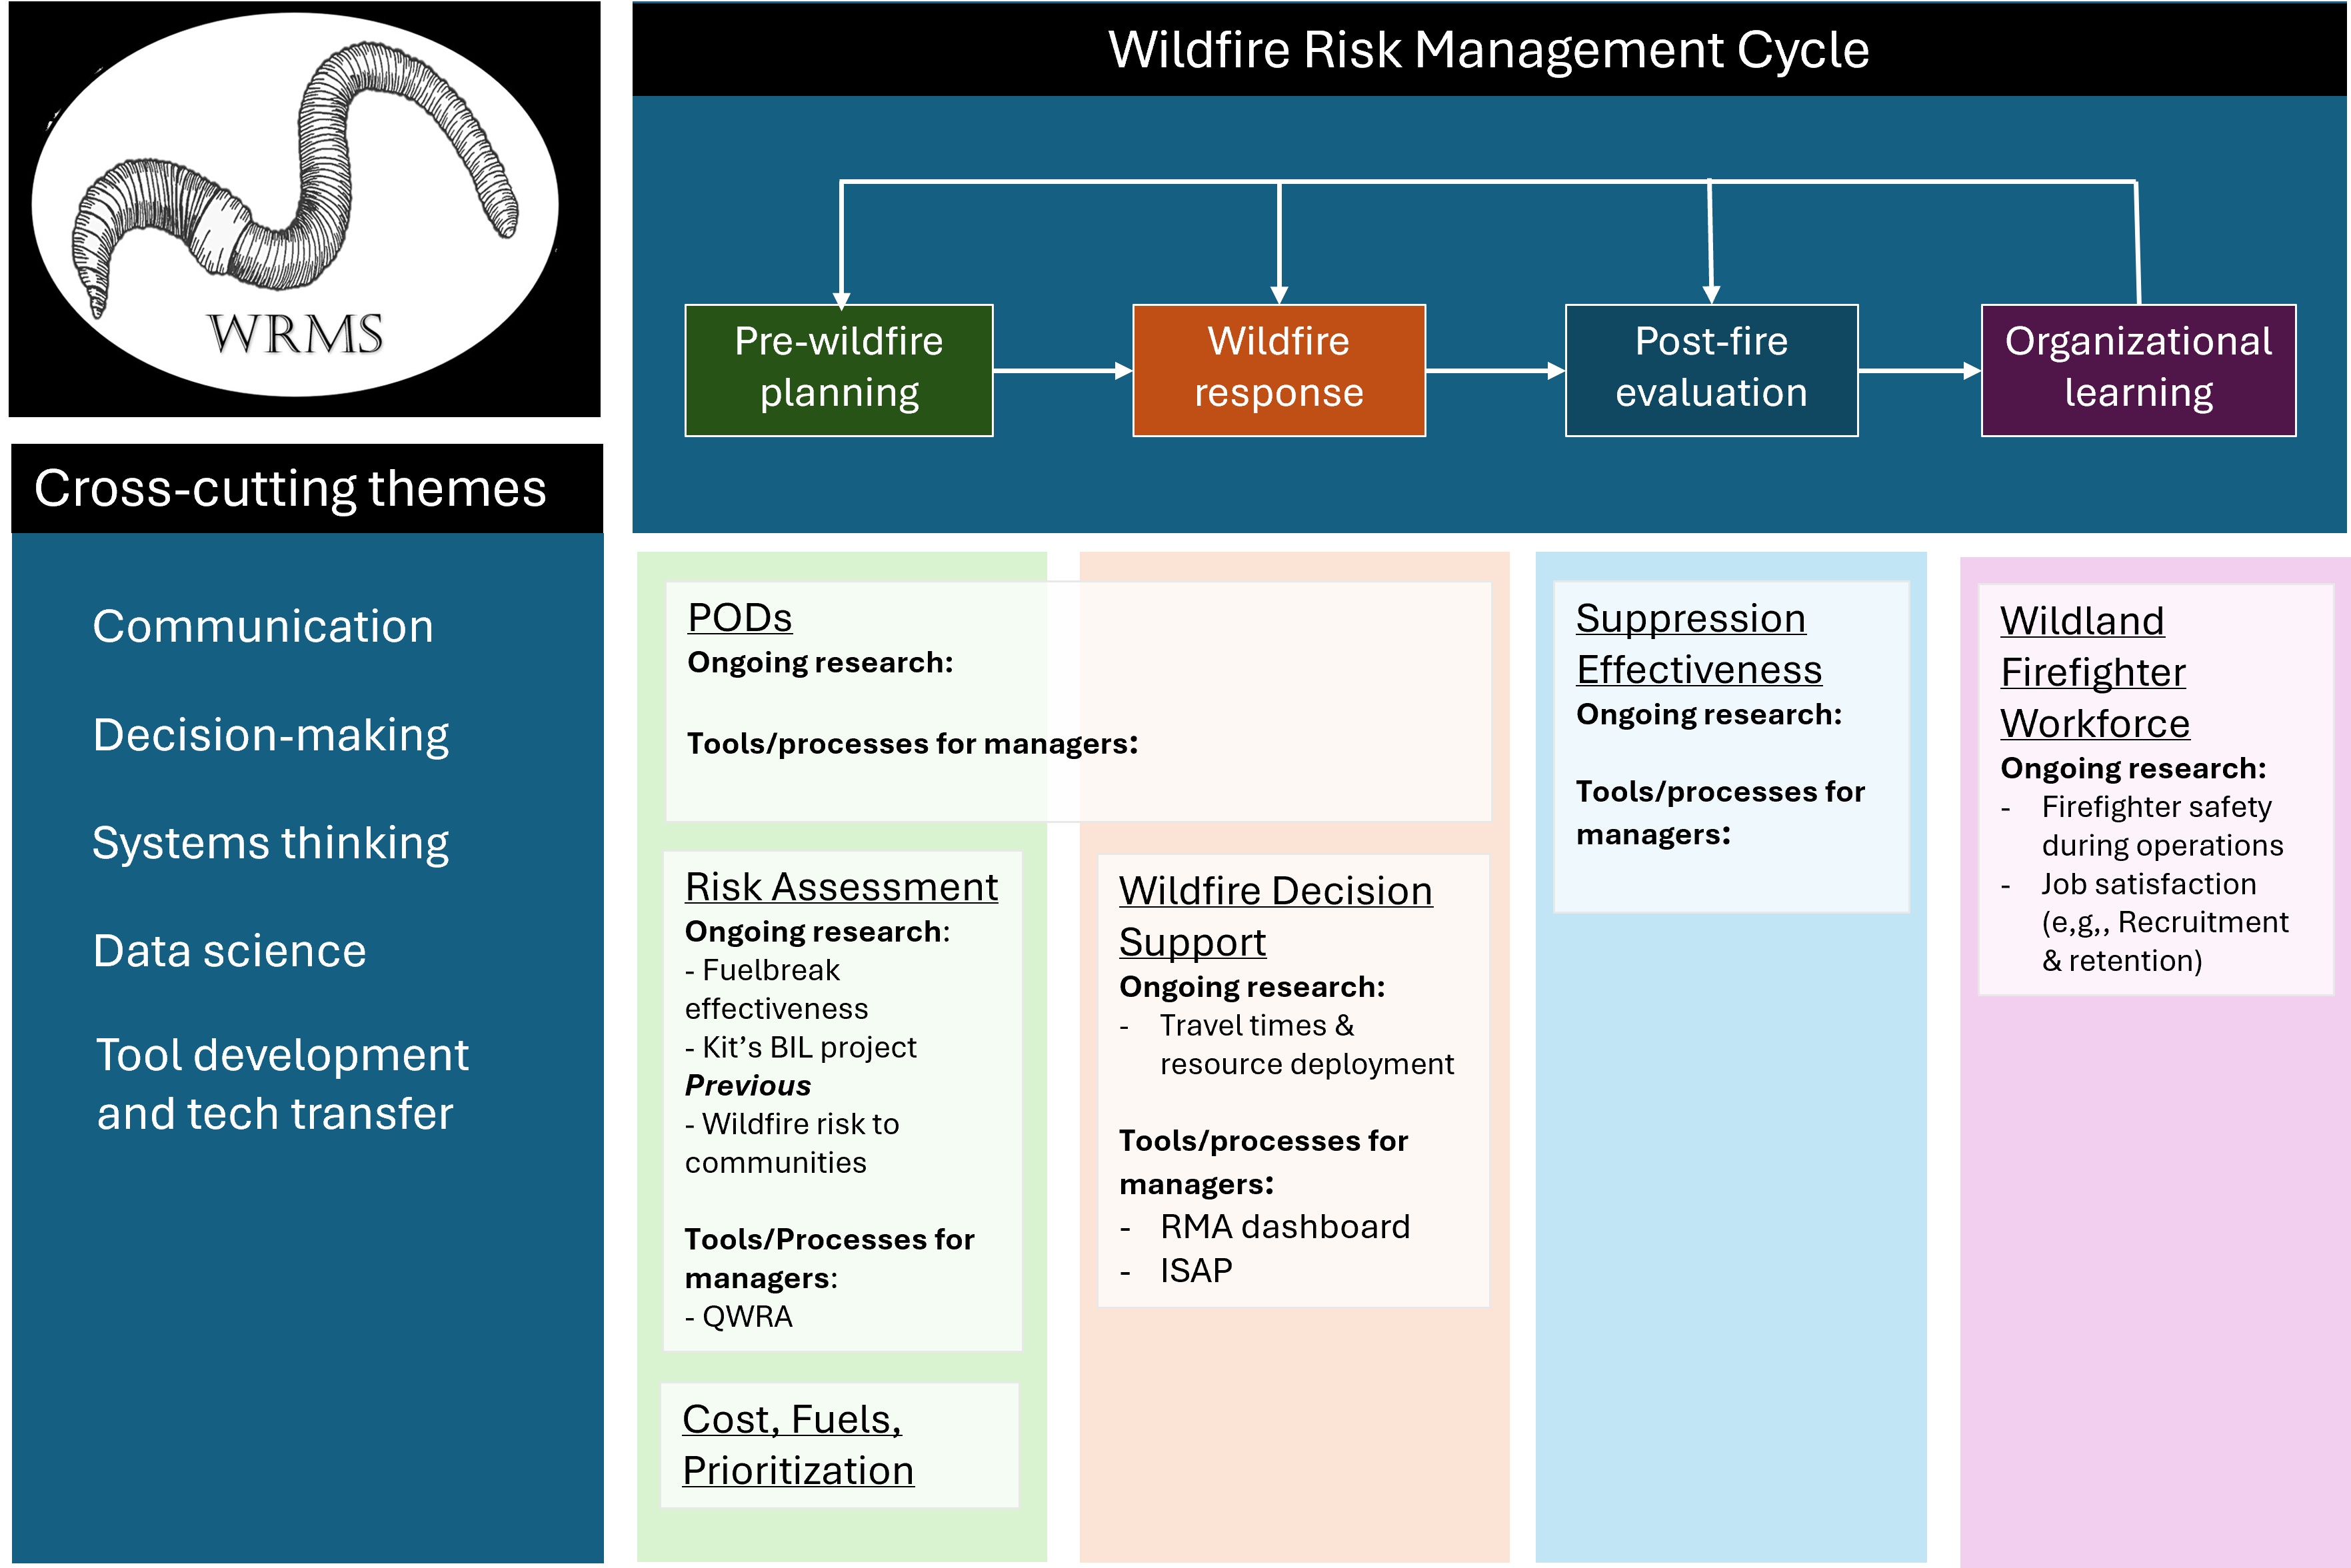 WRMS
Cross-cutting themes
Communication
Decision-making
Systems thinking
Data science
Tool development
and tech transfer
Wildfire Risk Management Cycle
Pre-wildfire
planning
Wildfire
response
Post-fire
evaluation
Organizational
learning
PODs
Ongoing research:
Tools/processes for managers:
Risk Assessment
Ongoing research:
- Fuelbreak
effectiveness
- Kit’s BIL project
Previous
- Wildfire risk to
communities
Tools/Processes for
managers:
- QWRA
Cost, Fuels,
Prioritization
Wildfire Decision
Support
Ongoing research:
- Travel times &
resource deployment
Tools/processes for
managers:
- RMA dashboard
- ISAP
Suppression
Effectiveness
Ongoing research:
Tools/processes for
managers:
Wildland
Firefighter
Workforce
Ongoing research:
- Firefighter safety
during operations
- Job satisfaction
(e,g,, Recruitment
& retention)